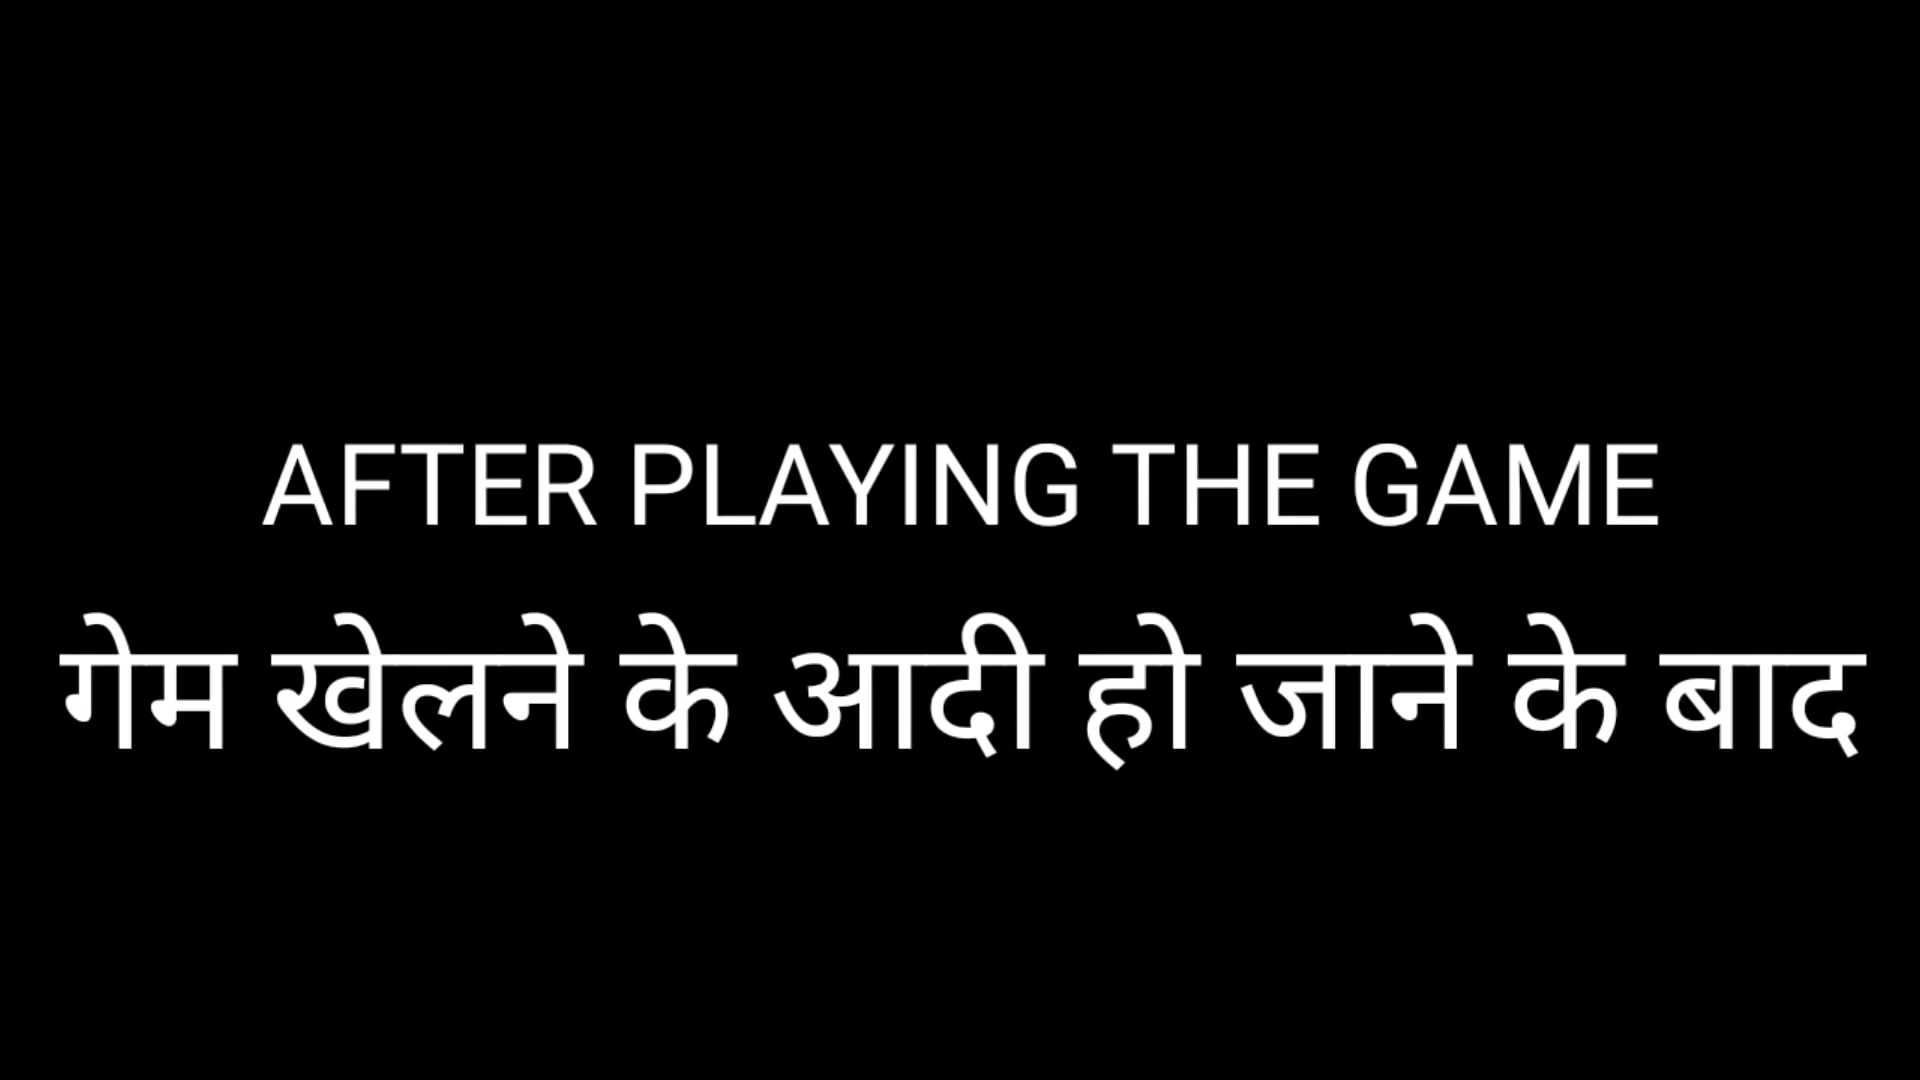 AFTER PLAYING THE GAME
गेम खेलने के आदी हो जाने के बाद